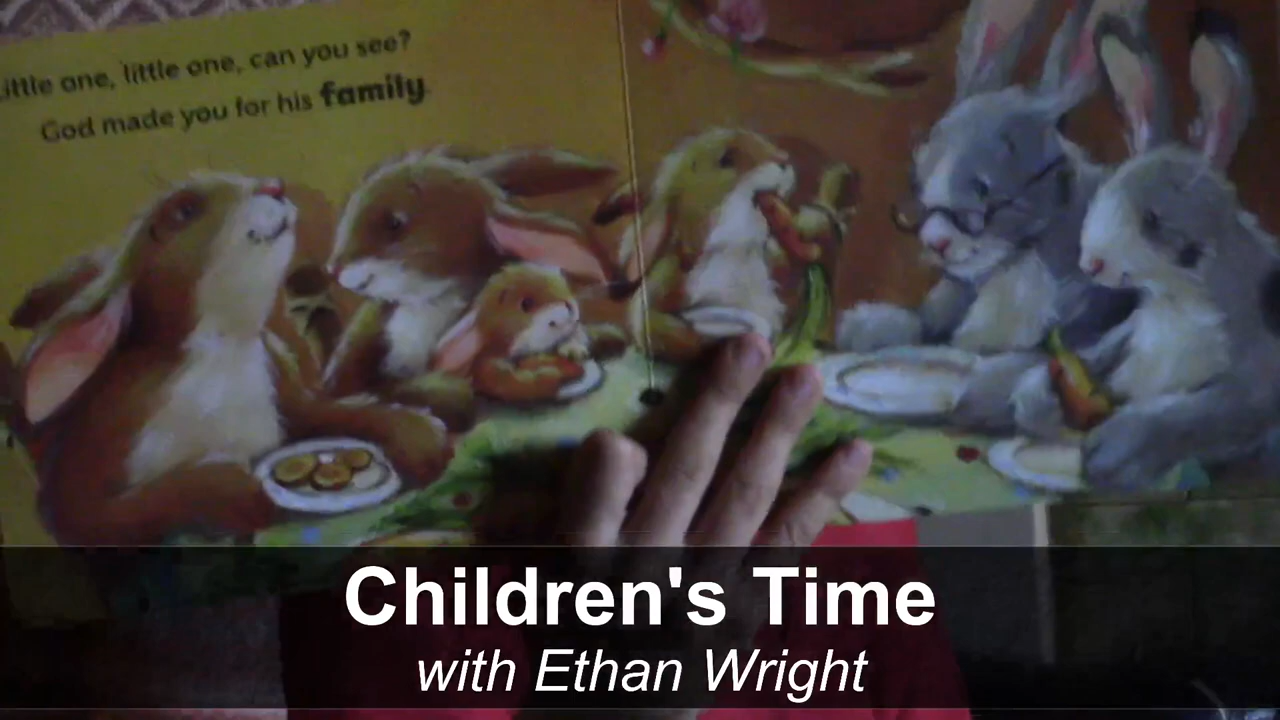 little one, little one, can you see?
God made you for his family.
Children's Time
with Ethan Wright